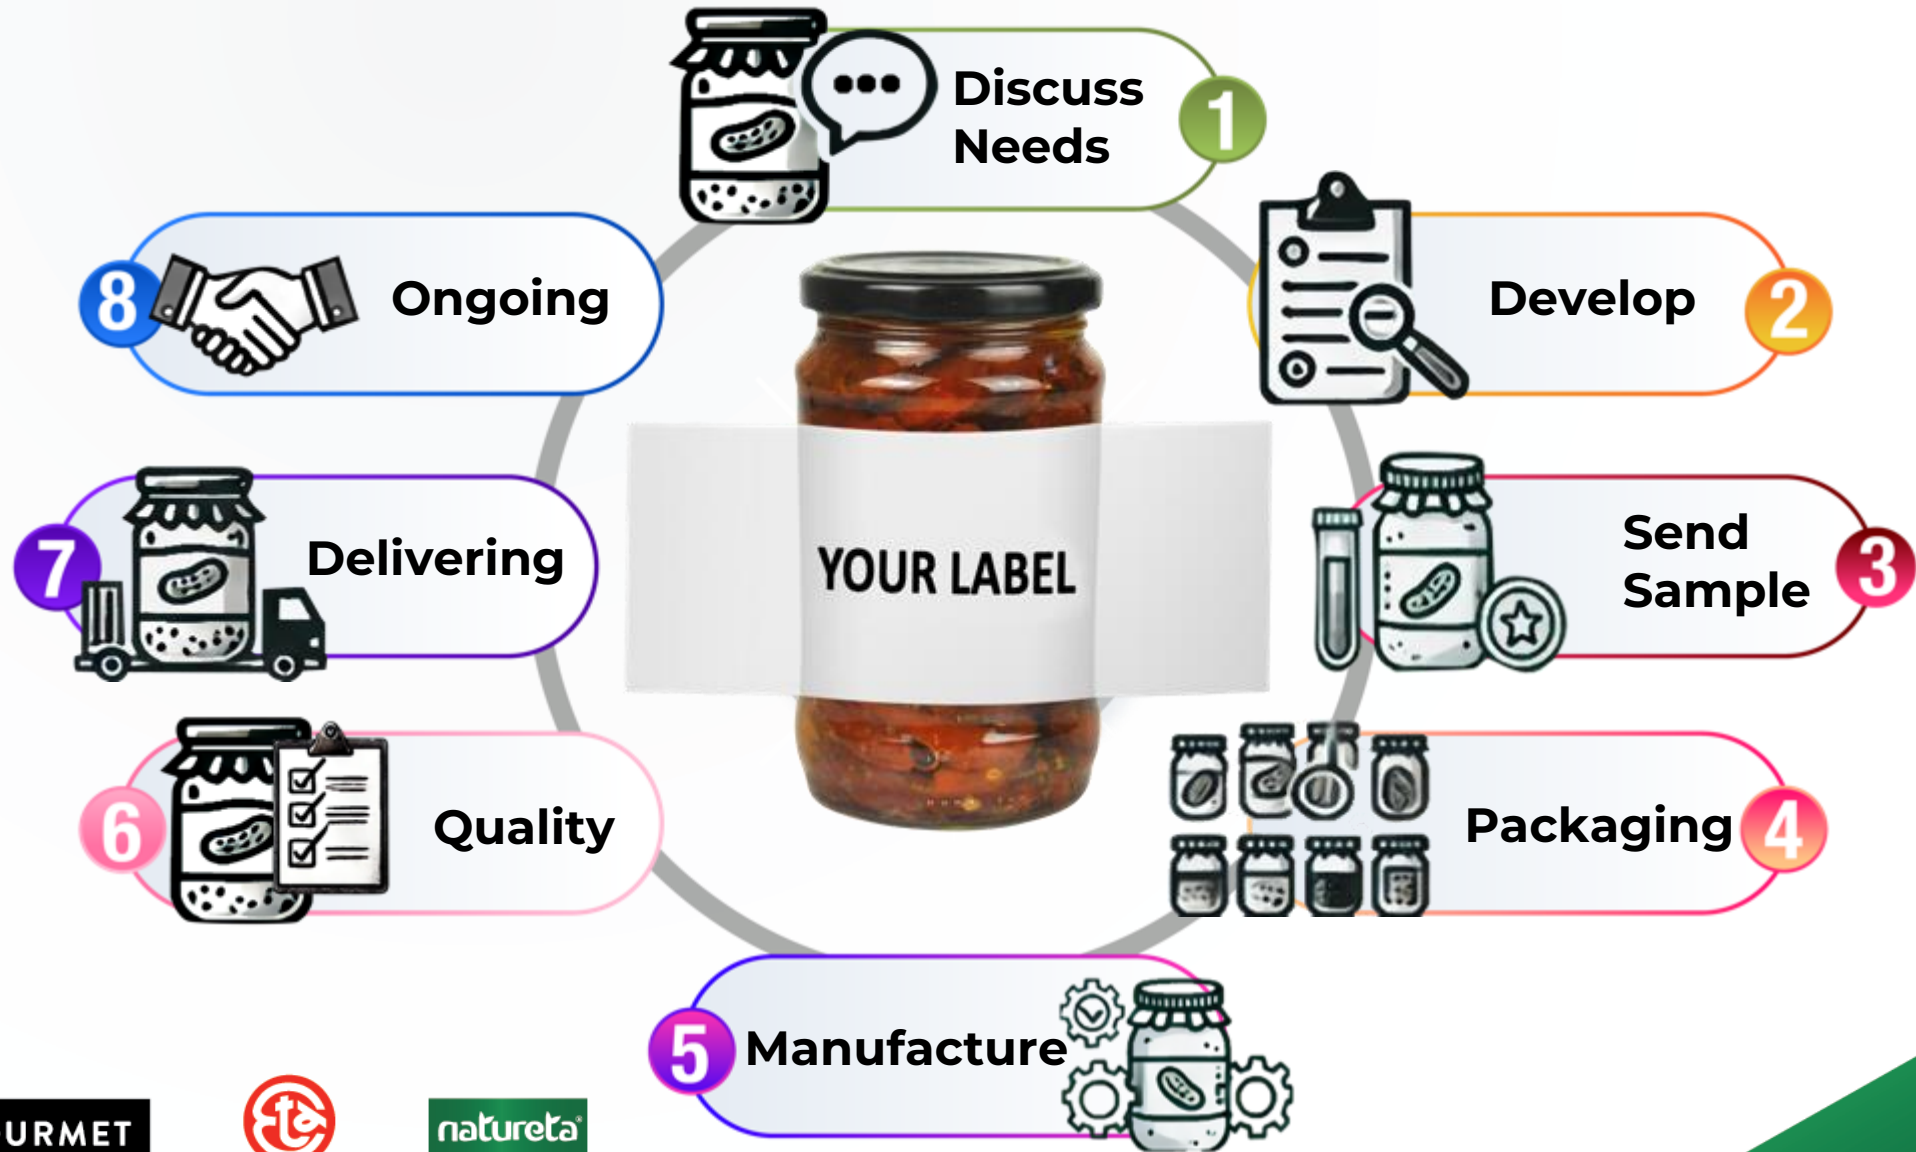 Discuss
Needs
1
Develop
2
Send
Sample
3
Packaging
4
Manufacture
5
Quality
6
Delivering
7
Ongoing
8
YOUR LABEL
URMET
Eta
natureta®